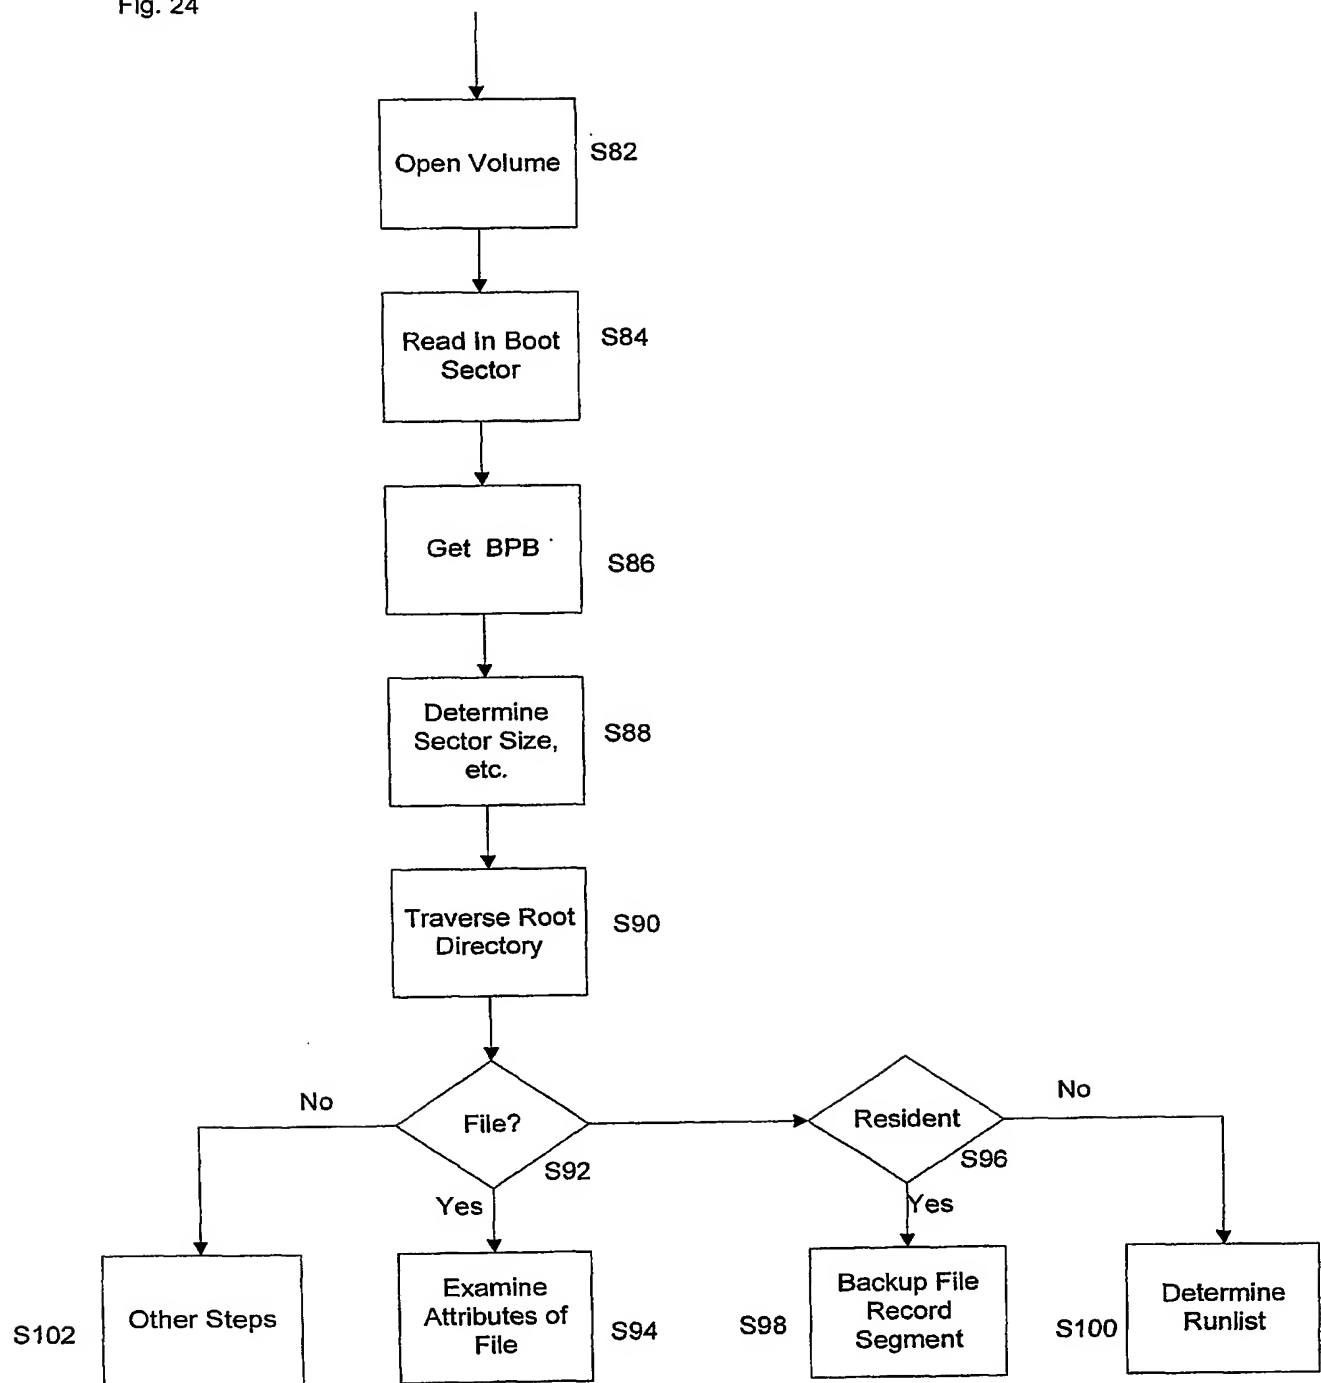 Fig. 24
Open Volume
S82
Read in Boot
Sector
S84
Get BPB
S86
Determine
Sector Size,
etc.
S88
Traverse Root
Directory
S90
No
File?
S92
Yes
Resident
S96
No
Yes
Other Steps
S102
Examine
Attributes of
File
S94
Backup File
Record
Segment
S98
Determine
Runlist
S100